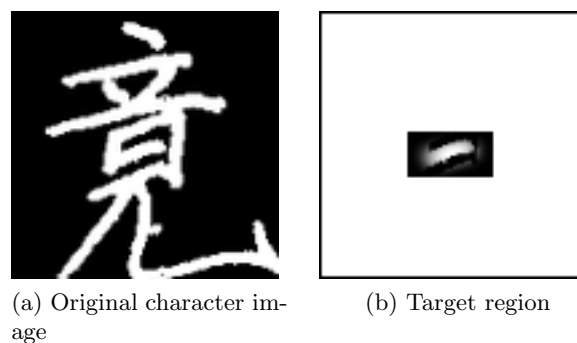 竟
(a) Original character im-
age
(b) Target region